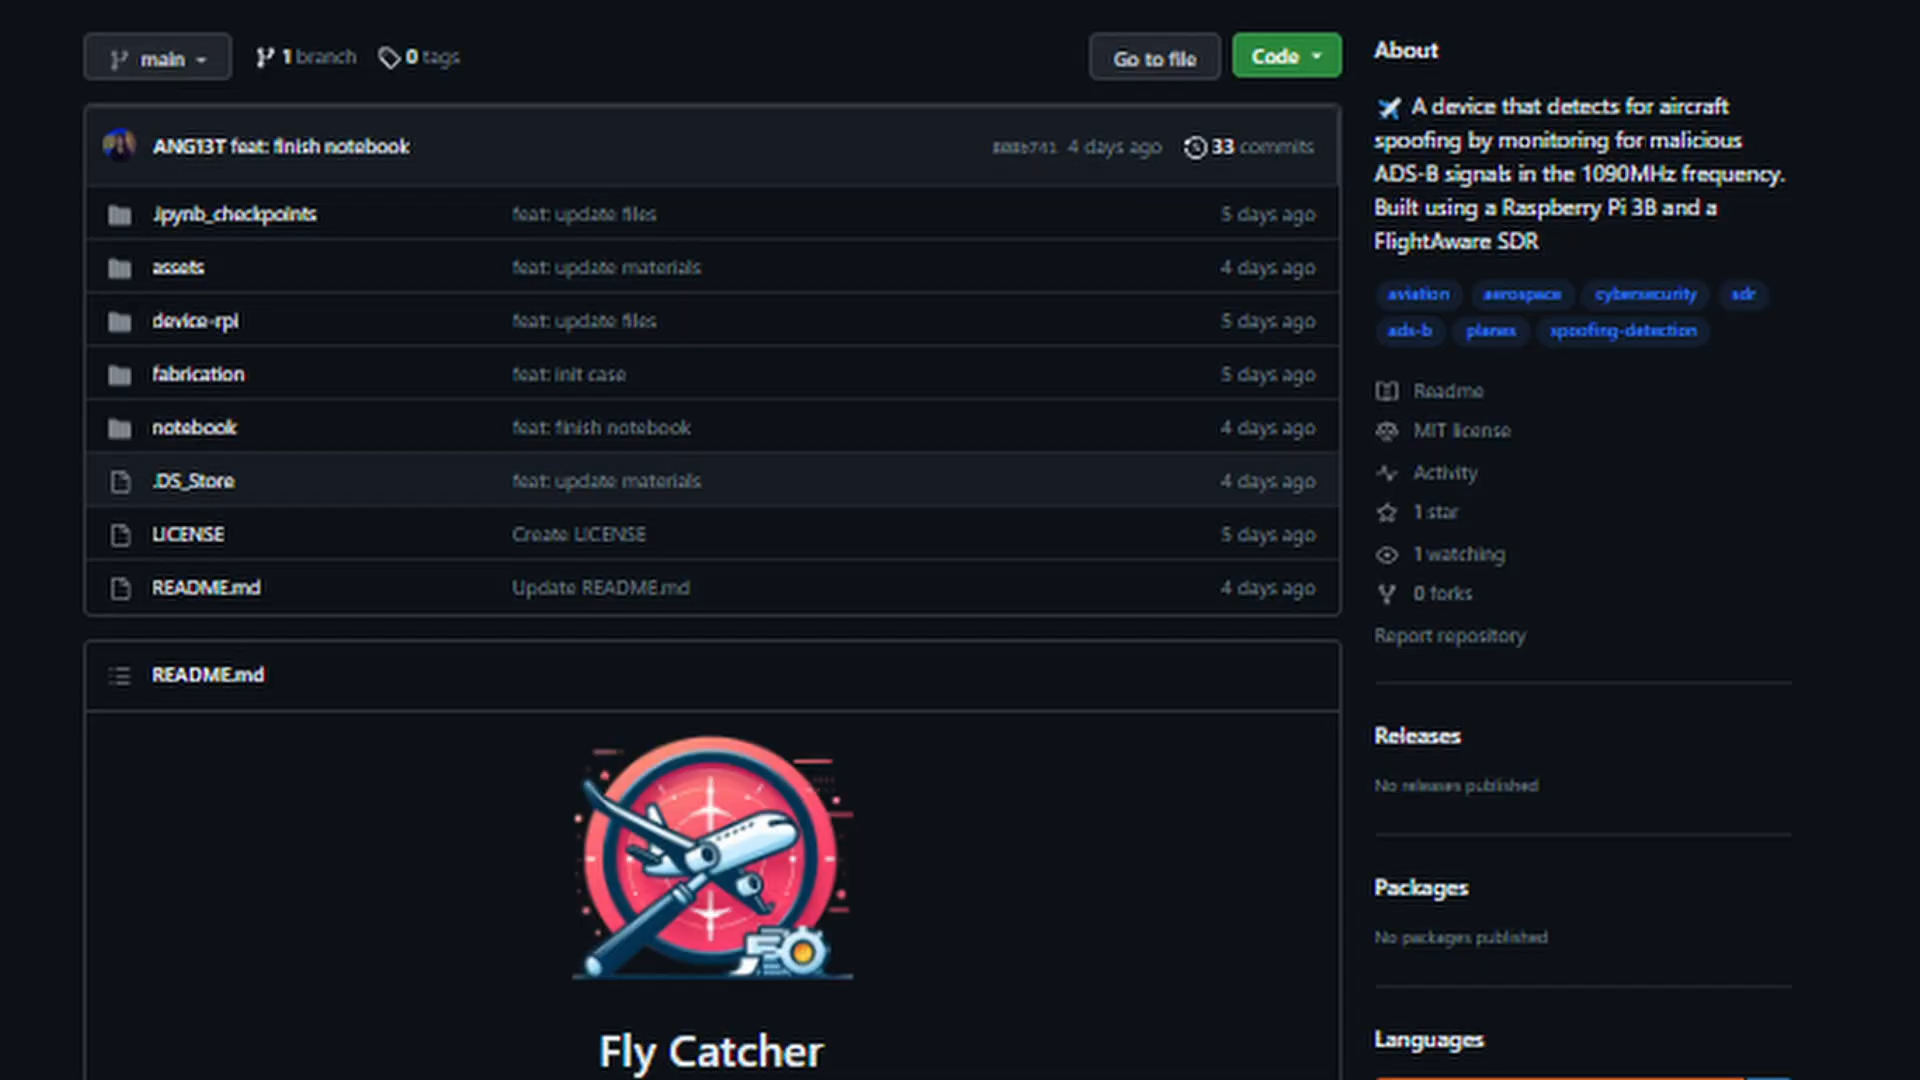 main
1 branch
0 tags
Go to file
Code
ANG13T feat: finish notebook
4 days ago
33 commits
.ipynb_checkpoints
feat: update files
5 days ago
assets
feat: update materials
4 days ago
device-rpi
feat: update files
5 days ago
fabrication
feat: init case
5 days ago
notebook
feat: finish notebook
4 days ago
.DS_Store
feat: update materials
4 days ago
LICENSE
Create LICENSE
5 days ago
README.md
Update README.md
4 days ago
README.md
Fly Catcher
About
A device that detects for aircraft
spoofing by monitoring for malicious
ADS-B signals in the 1090MHz frequency.
Built using a Raspberry Pi 3B and a
FlightAware SDR
aviation aerospace cybersecurity sdr
ads-b planes spoofing-detection
Readme
MIT license
Activity
1 star
1 watching
0 forks
Report repository
Releases
No releases published
Packages
No packages published
Languages